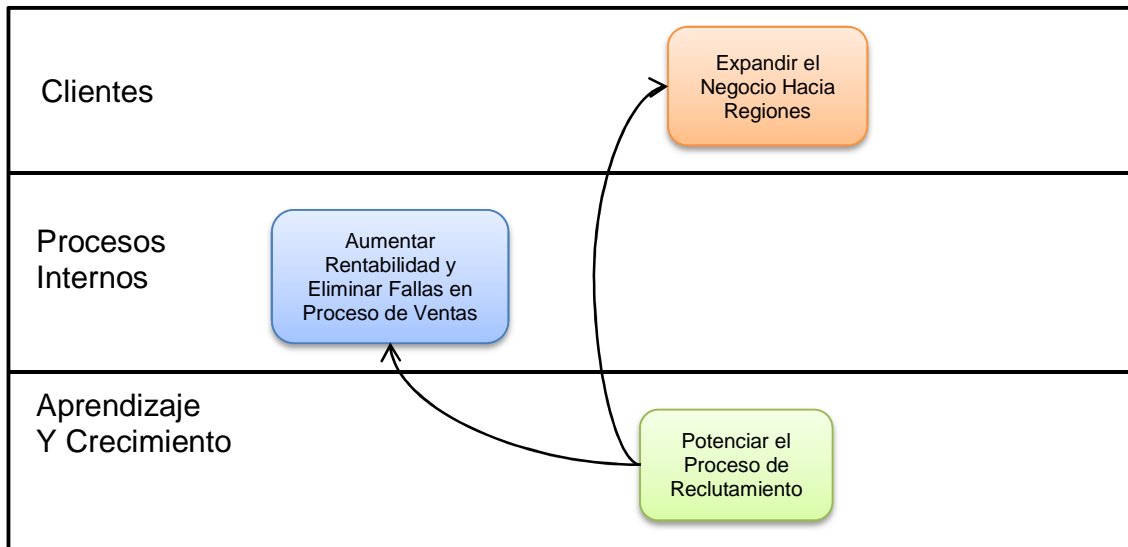 Clientes
Expandir el
Negocio Hacia
Regiones
Procesos
Internos
Aumentar
Rentabilidad y
Eliminar Fallas en
Proceso de Ventas
Aprendizaje
Y Crecimiento
Potenciar el
Proceso de
Reclutamiento